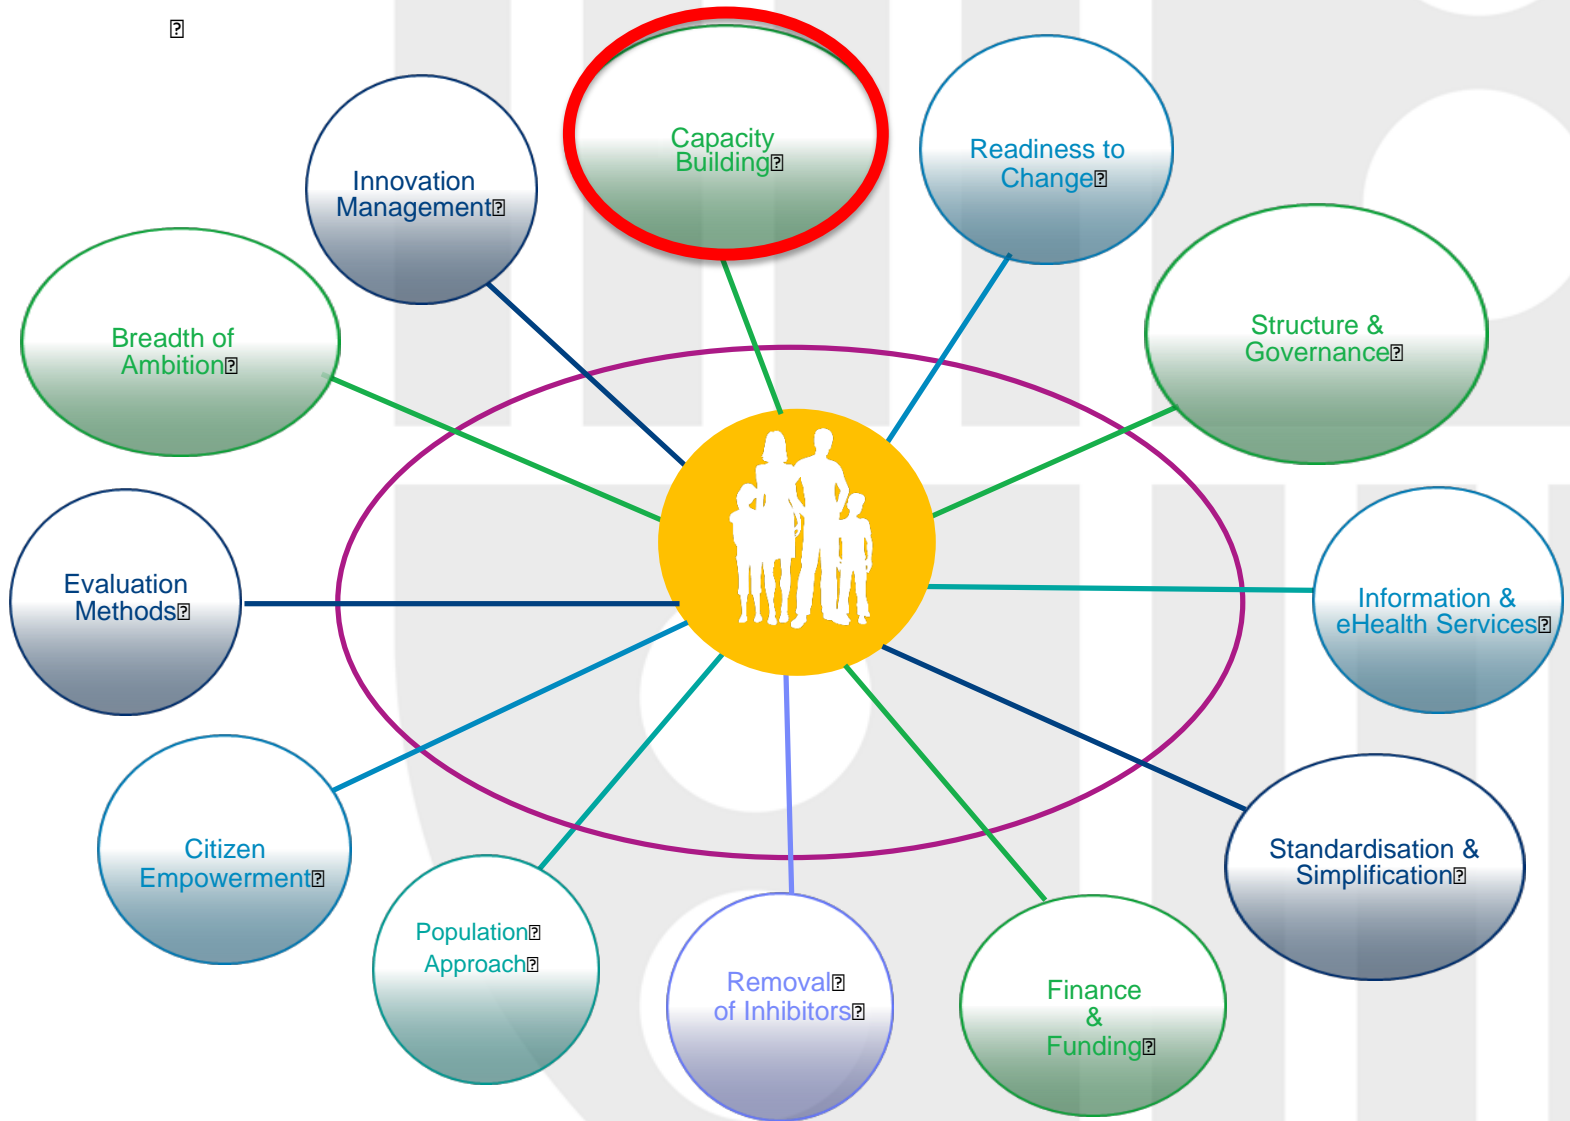 Capacity
Building
Readiness to
Change
Structure &
Governance
Information &
eHealth Services
Standardisation &
Simplification
Finance
&
Funding
Removal
of Inhibitors
Population
Approach
Citizen
Empowerment
Evaluation
Methods
Breadth of
Ambition
Innovation
Management